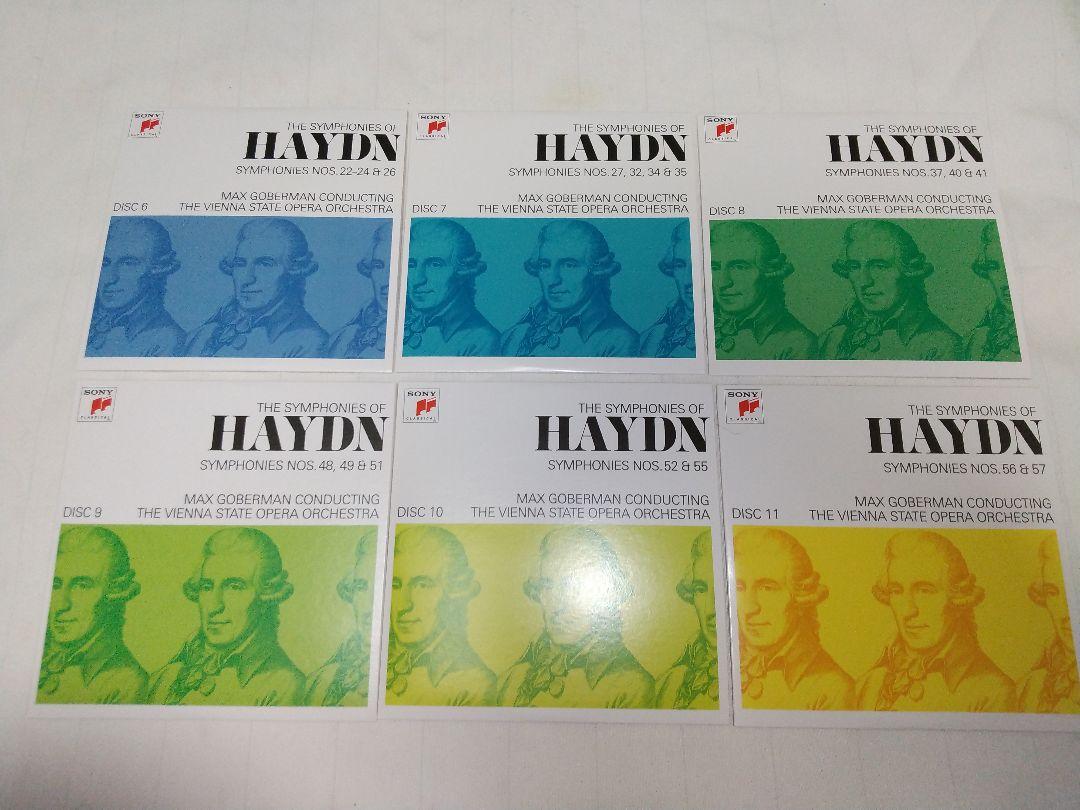 SONY
CLASSICAL
THE SYMPHONIES OF
HAYDN
SYMPHONIES NOS. 22–24 & 26
MAX GOBERMAN CONDUCTING
DISC 6 THE VIENNA STATE OPERA ORCHESTRA
SONY
CLASSICAL
THE SYMPHONIES OF
HAYDN
SYMPHONIES NOS. 27, 32, 34 & 35
MAX GOBERMAN CONDUCTING
DISC 7 THE VIENNA STATE OPERA ORCHESTRA
SONY
CLASSICAL
THE SYMPHONIES OF
HAYDN
SYMPHONIES NOS. 37, 40 & 41
MAX GOBERMAN CONDUCTING
DISC 8 THE VIENNA STATE OPERA ORCHESTRA
SONY
CLASSICAL
THE SYMPHONIES OF
HAYDN
SYMPHONIES NOS. 48, 49 & 51
MAX GOBERMAN CONDUCTING
DISC 9 THE VIENNA STATE OPERA ORCHESTRA
SONY
CLASSICAL
THE SYMPHONIES OF
HAYDN
SYMPHONIES NOS. 52 & 55
MAX GOBERMAN CONDUCTING
DISC 10 THE VIENNA STATE OPERA ORCHESTRA
SONY
CLASSICAL
THE SYMPHONIES OF
HAYDN
SYMPHONIES NOS. 56 & 57
MAX GOBERMAN CONDUCTING
DISC 11 THE VIENNA STATE OPERA ORCHESTRA